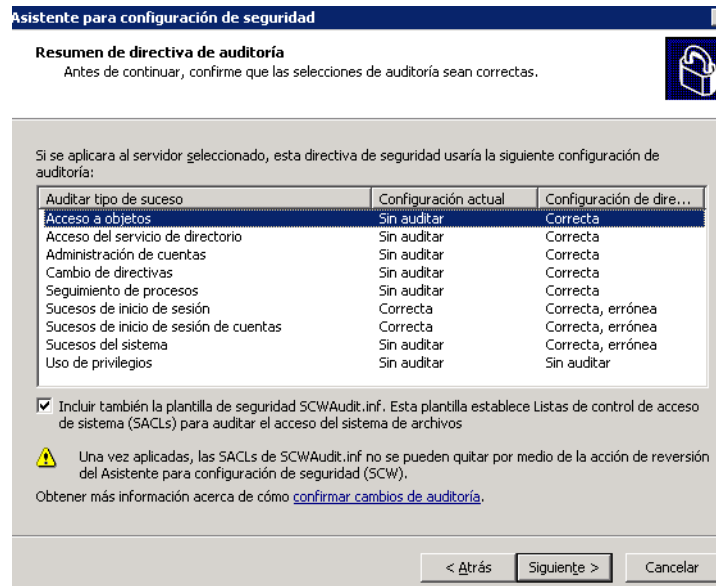 Asistente para configuración de seguridad
Resumen de directiva de auditoría
Antes de continuar, confirme que las selecciones de auditoría sean correctas.
Si se aplicara al servidor seleccionado, esta directiva de seguridad usaría la siguiente configuración de
auditoría:
Auditar tipo de suceso Configuración actual Configuración de dire...
Acceso a objetos Sin auditar Correcta
Acceso del servicio de directorio Sin auditar Correcta
Administración de cuentas Sin auditar Correcta
Cambio de directivas Sin auditar Correcta
Seguimiento de procesos Sin auditar Correcta
Sucesos de inicio de sesión Correcta Correcta, errónea
Sucesos de inicio de sesión de cuentas Correcta Correcta, errónea
Sucesos del sistema Sin auditar Correcta, errónea
Uso de privilegios Sin auditar Sin auditar
Incluir también la plantilla de seguridad SCWAudit.inf. Esta plantilla establece Listas de control de acceso
de sistema (SACLs) para auditar el acceso del sistema de archivos
Una vez aplicadas, las SACLs de SCWAudit.inf no se pueden quitar por medio de la acción de reversión
del Asistente para configuración de seguridad (SCW).
Obtener más información acerca de cómo confirmar cambios de auditoría.
< Atrás Siguiente > Cancelar